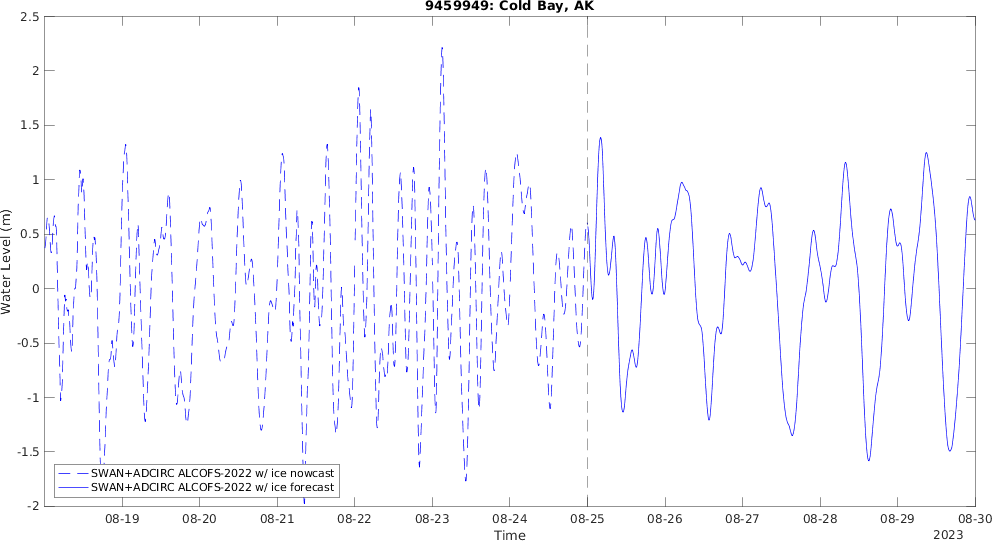 9459949: Cold Bay, AK
Water Level (m)
2.5
2
1.5
1
0.5
0
-0.5
-1
-1.5
-2
SWAN+ADCIRC ALCOFS-2022 w/ ice nowcast
SWAN+ADCIRC ALCOFS-2022 w/ ice forecast
08-19 08-20 08-21 08-22 08-23 08-24 08-25 08-26 08-27 08-28 08-29 08-30
Time
2023